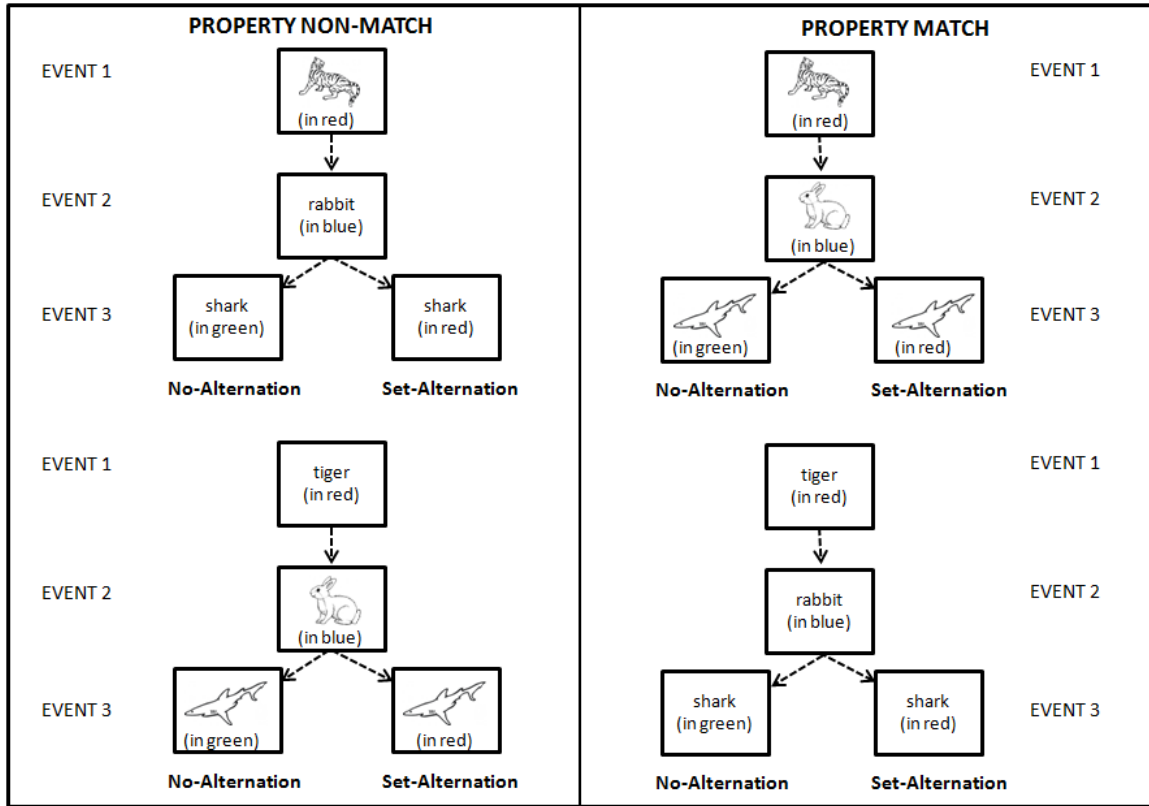 PROPERTY NON-MATCH
EVENT 1
(in red)
EVENT 2
rabbit
(in blue)
EVENT 3
shark
(in green)
shark
(in red)
No-Alternation
Set-Alternation
EVENT 1
tiger
(in red)
EVENT 2
(in blue)
EVENT 3
(in green)
(in red)
No-Alternation
Set-Alternation
PROPERTY MATCH
EVENT 1
(in red)
EVENT 2
(in blue)
EVENT 3
(in green)
(in red)
No-Alternation
Set-Alternation
EVENT 1
tiger
(in red)
EVENT 2
rabbit
(in blue)
EVENT 3
shark
(in green)
shark
(in red)
No-Alternation
Set-Alternation